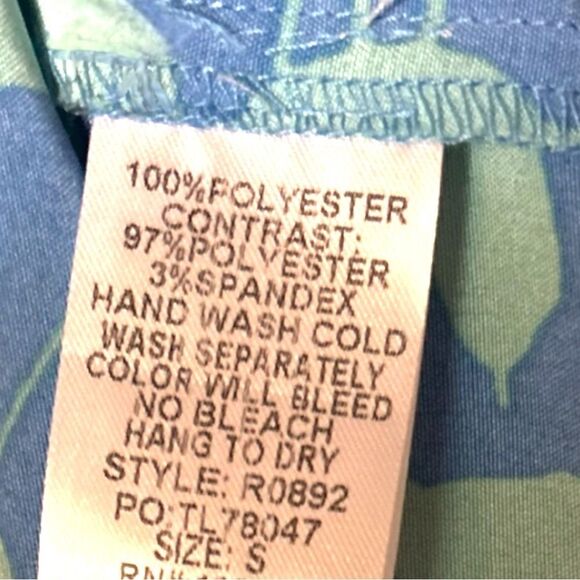 100%POLYESTER
CONTRAST:
97%POLYESTER
3%SPANDEX
HAND WASH COLD
WASH SEPARATELY
COLOR WILL BLEED
NO BLEACH
HANG TO DRY
STYLE: R0892
PO:TL78047
SIZE: S